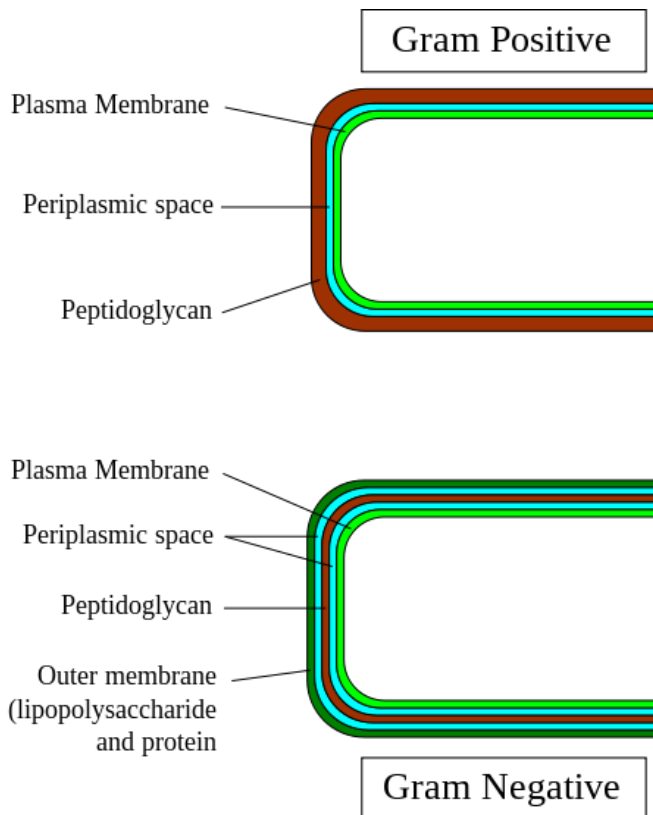 Gram Positive
Plasma Membrane
Periplasmic space
Peptidoglycan
Plasma Membrane
Periplasmic space
Peptidoglycan
Outer membrane
(lipopolysaccharide
and protein
Gram Negative